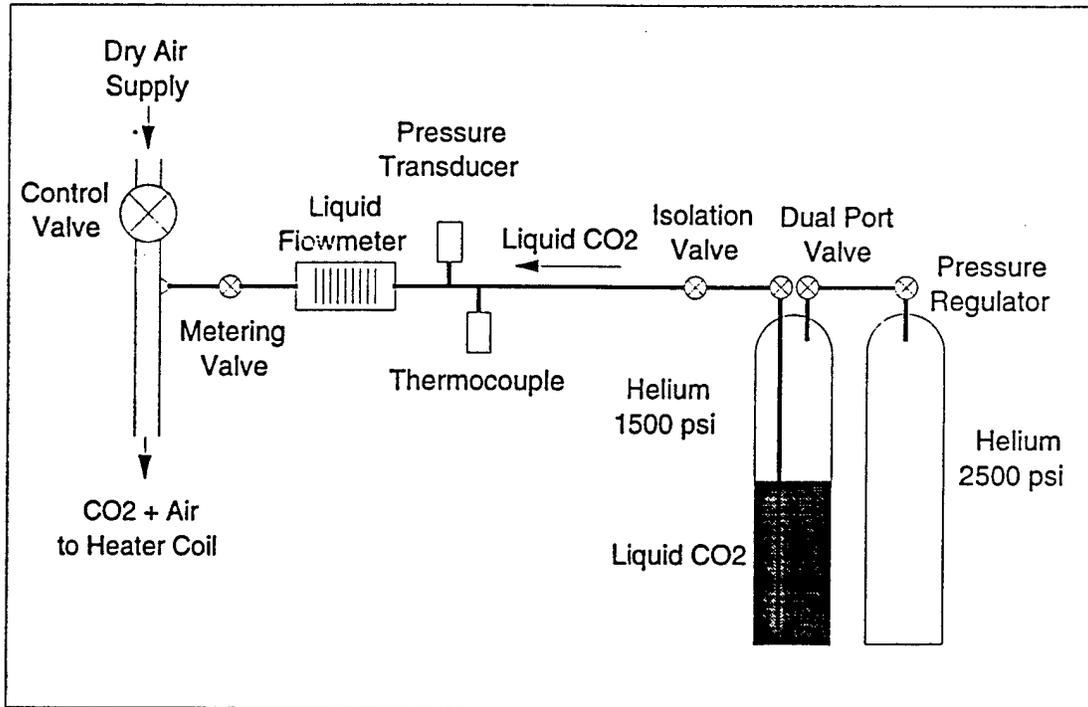 Dry Air
Supply
Control
Valve
Pressure
Transducer
Liquid
Flowmeter
Metering
Valve
Thermocouple
Liquid CO2
Isolation
Valve
Dual Port
Valve
Pressure
Regulator
Helium
1500 psi
Helium
2500 psi
Liquid CO2
CO2 + Air
to Heater Coil